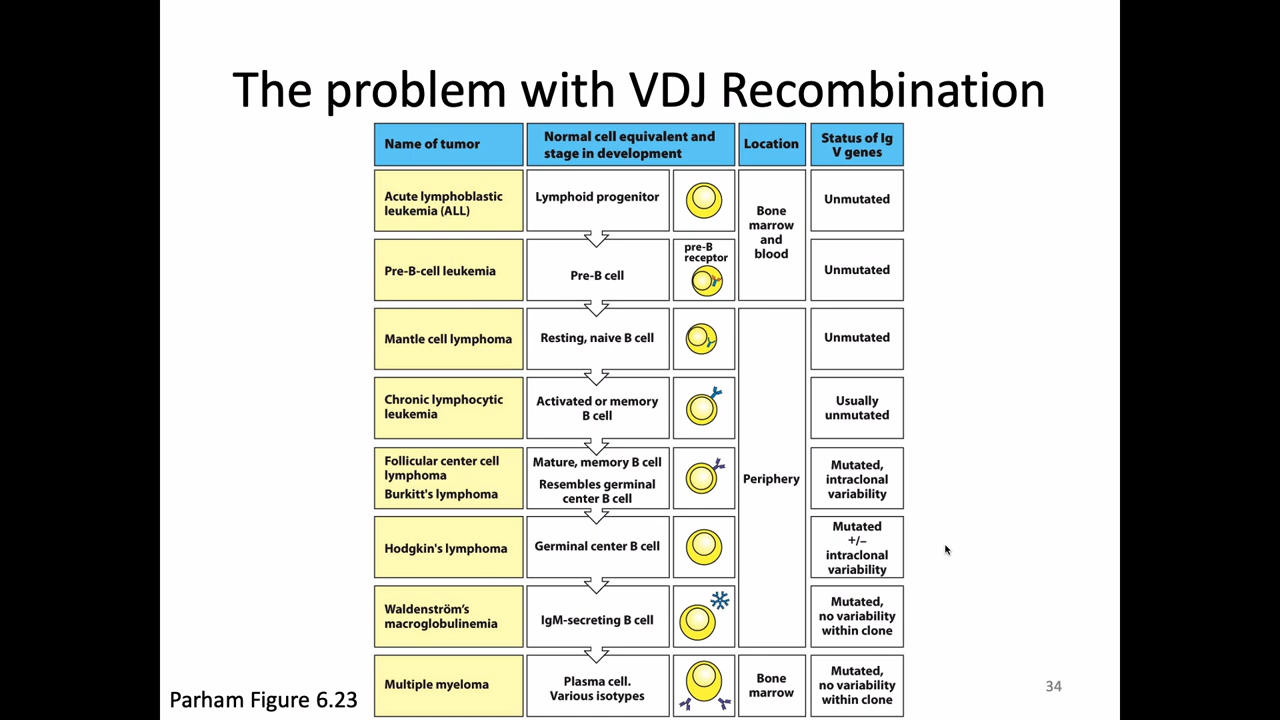 The problem with VDJ Recombination
Name of tumor
Normal cell equivalent and
stage in development
Location
Status of Ig
V genes
Acute lymphoblastic
leukemia (ALL)
Lymphoid progenitor
Bone
marrow
and
blood
Unmutated
Pre-B-cell leukemia
Pre-B cell
pre-B
receptor
Unmutated
Mantle cell lymphoma
Resting, naive B cell
Unmutated
Chronic lymphocytic
leukemia
Activated or memory
B cell
Usually
unmutated
Follicular center cell
lymphoma
Burkitt's lymphoma
Mature, memory B cell
Resembles germinal
center B cell
Periphery
Mutated,
intraclonal
variability
Hodgkin's lymphoma
Germinal center B cell
Mutated
+/–
intraclonal
variability
Waldenström's
macroglobulinemia
IgM-secreting B cell
Mutated,
no variability
within clone
Multiple myeloma
Plasma cell.
Various isotypes
Bone
marrow
Mutated,
no variability
within clone
Parham Figure 6.23
34